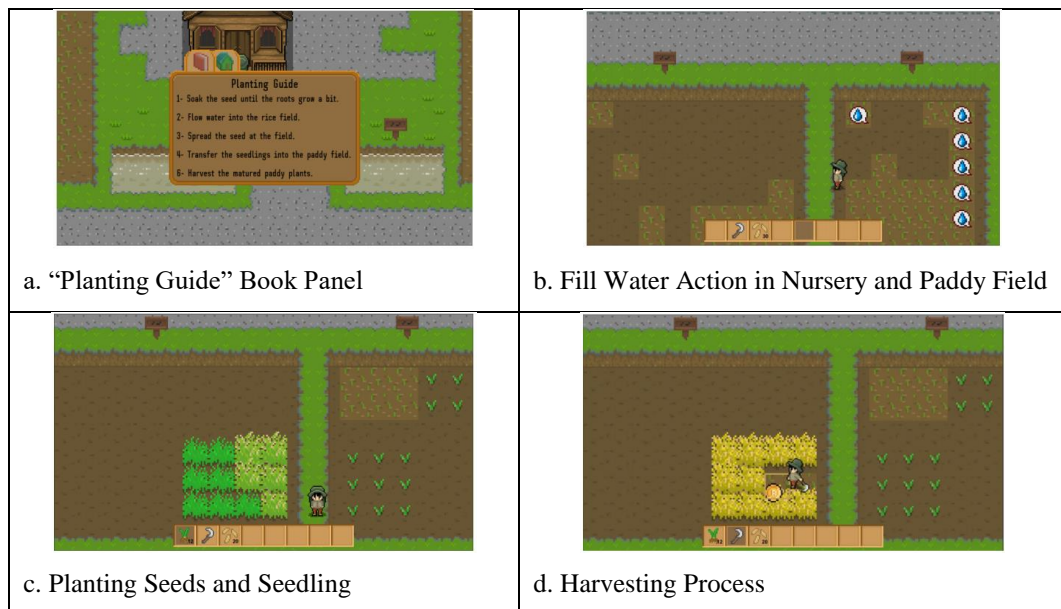 Planting Guide
1- Soak the seed until the roots grow a bit.
2- Flow water into the rice field.
3- Spread the seed at the field.
4- Transfer the seedlings into the paddy field.
6- Harvest the matured paddy plants.
a. “Planting Guide” Book Panel
b. Fill Water Action in Nursery and Paddy Field
c. Planting Seeds and Seedling
d. Harvesting Process